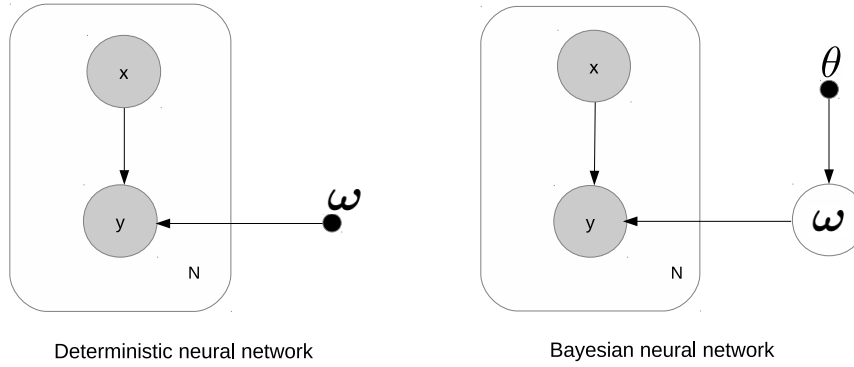 x
y
ω
N
Deterministic neural network
x
θ
y
ω
N
Bayesian neural network